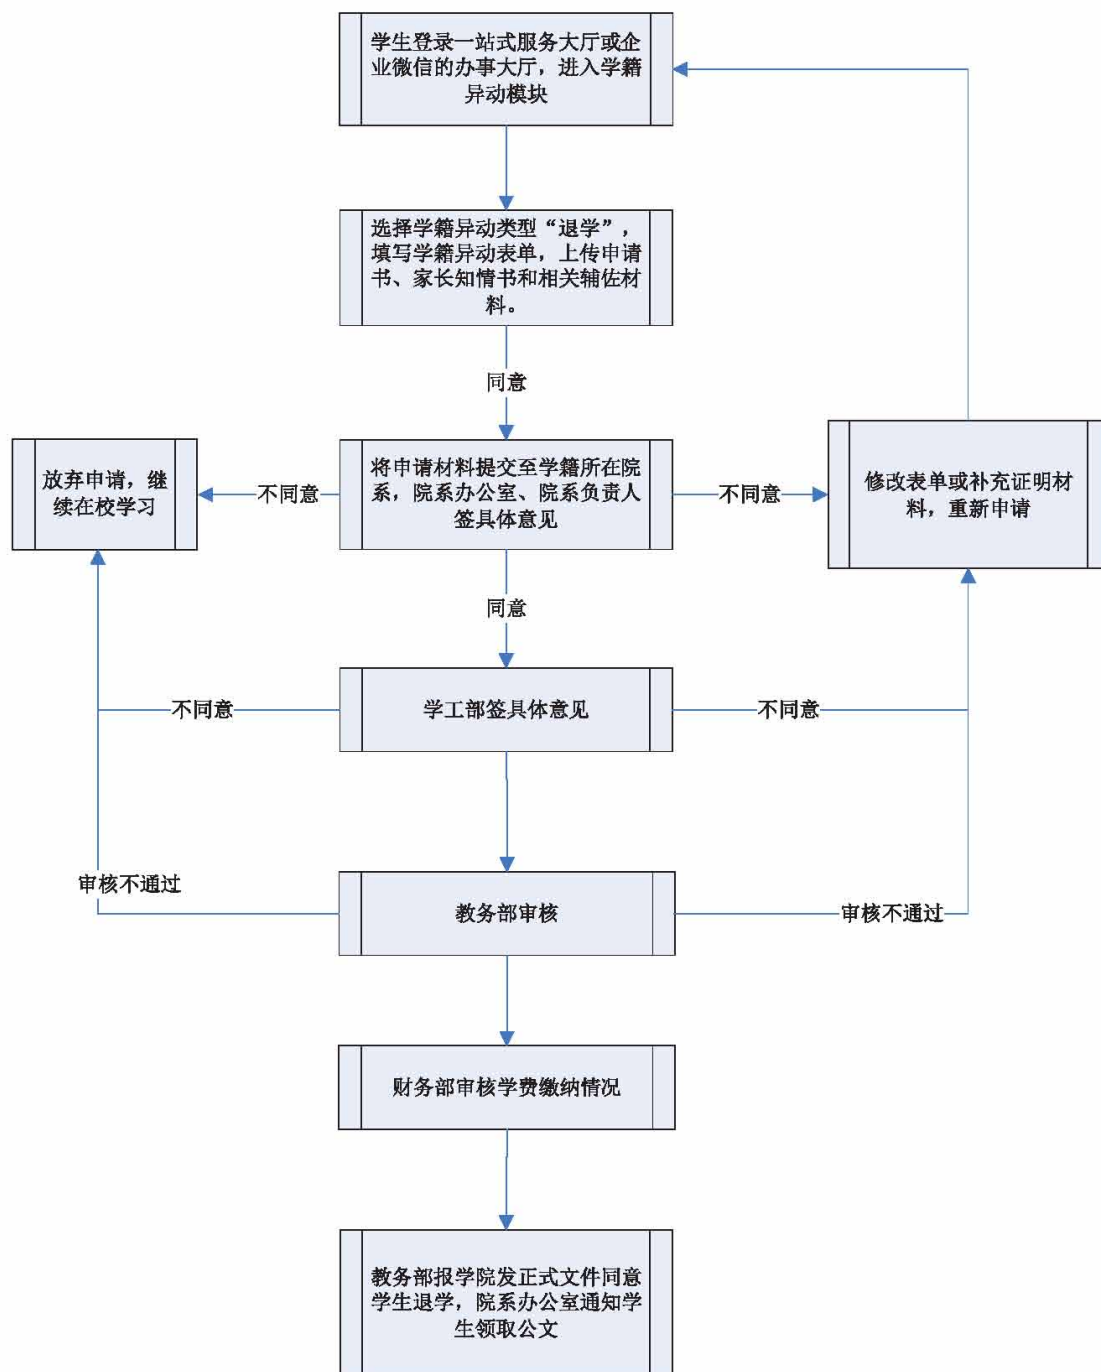 学生登录一站式服务大厅或企
业微信的办事大厅，进入学籍
异动模块
选择学籍异动类型“退学”，
填写学籍异动表单，上传申请
书、家长知情书和相关辅佐材
料。
同意
放弃申请，继
续在校学习
不同意
将申请材料提交至学籍所在院
系，院系办公室、院系负责人
签具体意见
不同意
修改表单或补充证明材
料，重新申请
同意
不同意
学工部签具体意见
不同意
审核不通过
教务部审核
审核不通过
财务部审核学费缴纳情况
教务部报学院发正式文件同意
学生退学，院系办公室通知学
生领取公文